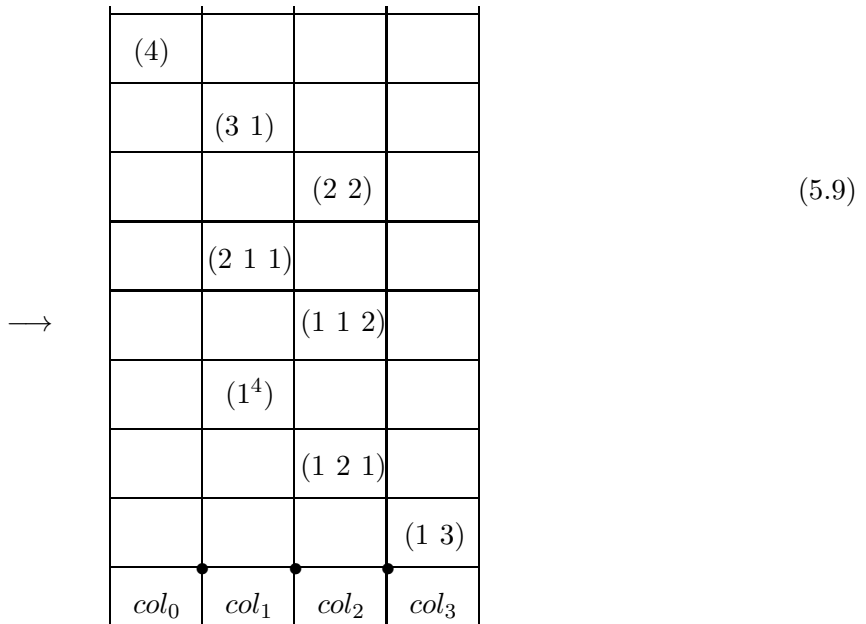 (4)
(3 1)
(2 2) (5.9)
(2 1 1)
⟶ (1 1 2)
(1⁴)
(1 2 1)
(1 3)
col₀ col₁ col₂ col₃